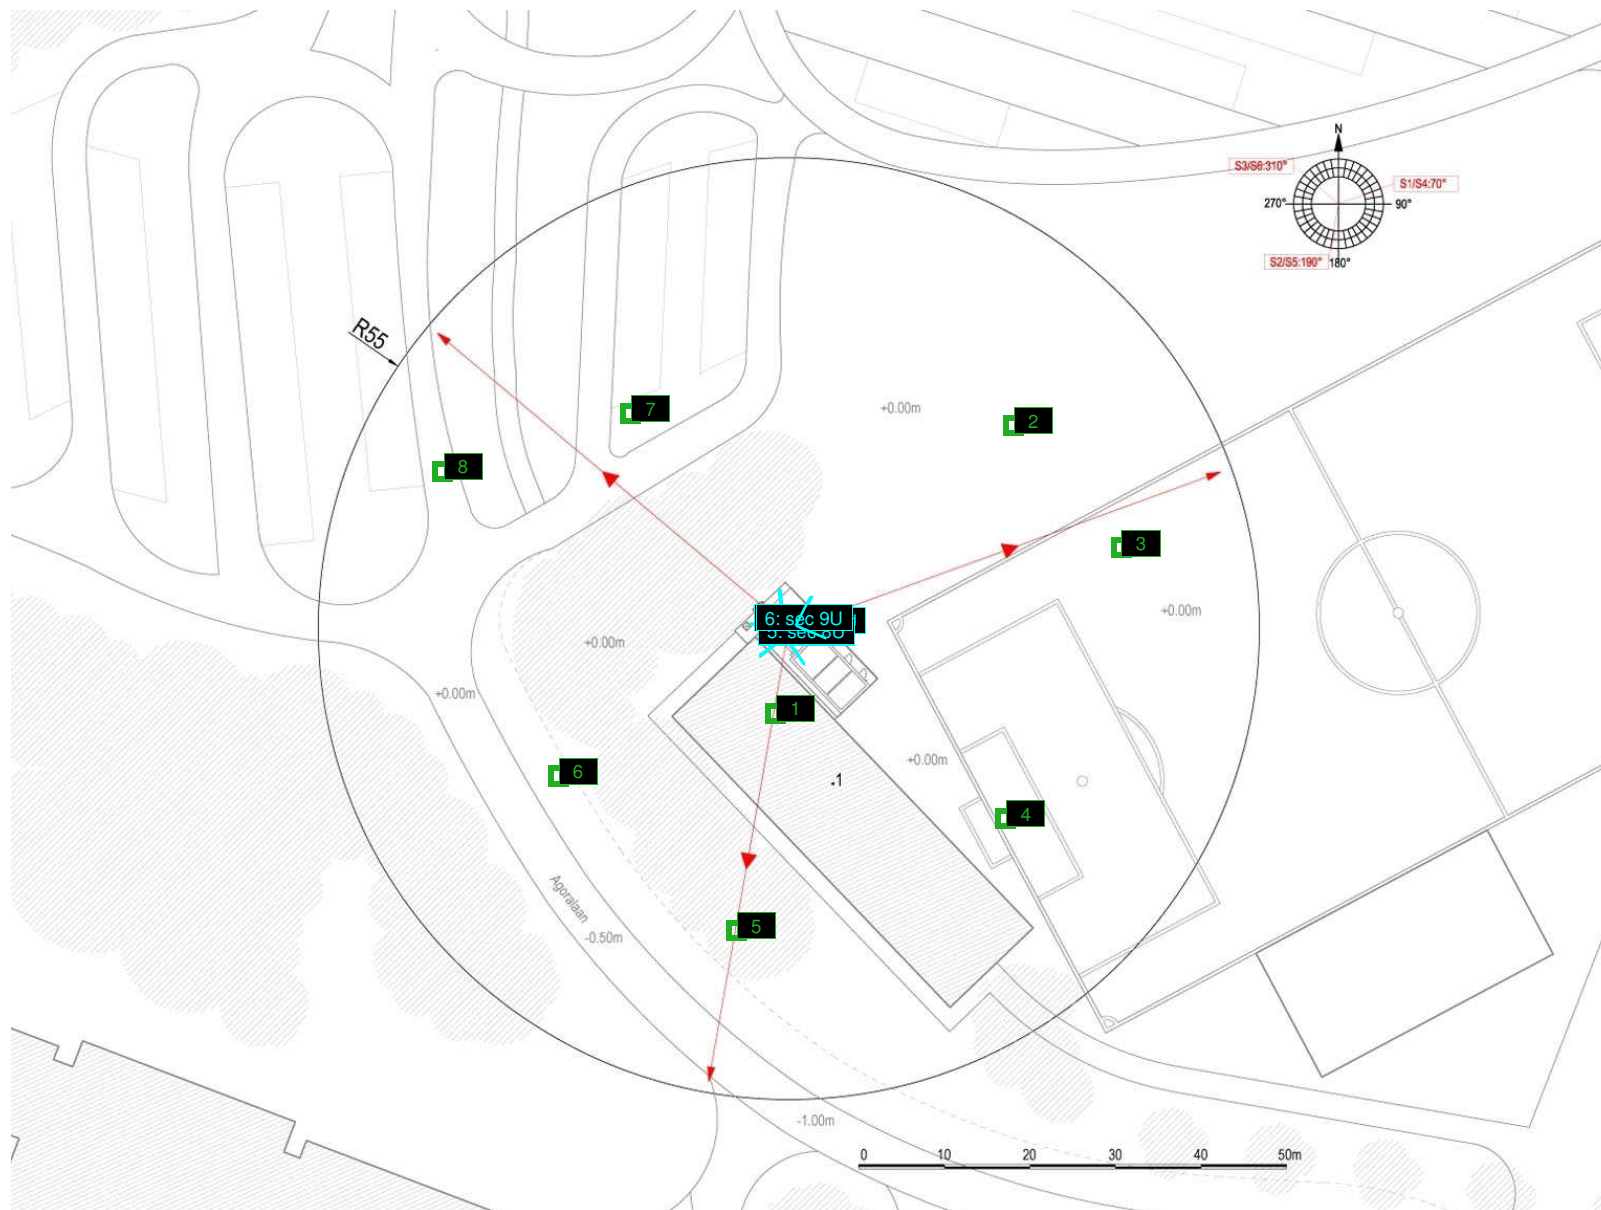 N
S3/S6:310°
S1/S4:70°
270°
90°
S2/S5:190°
180°
R55
7
2
+0.00m
8
3
+0.00m
6: sec 9U
+0.00m
+0.00m
1
+0.00m
6
.1
4
Agoralaan
5
-0.50m
-1.00m
0 10 20 30 40 50m